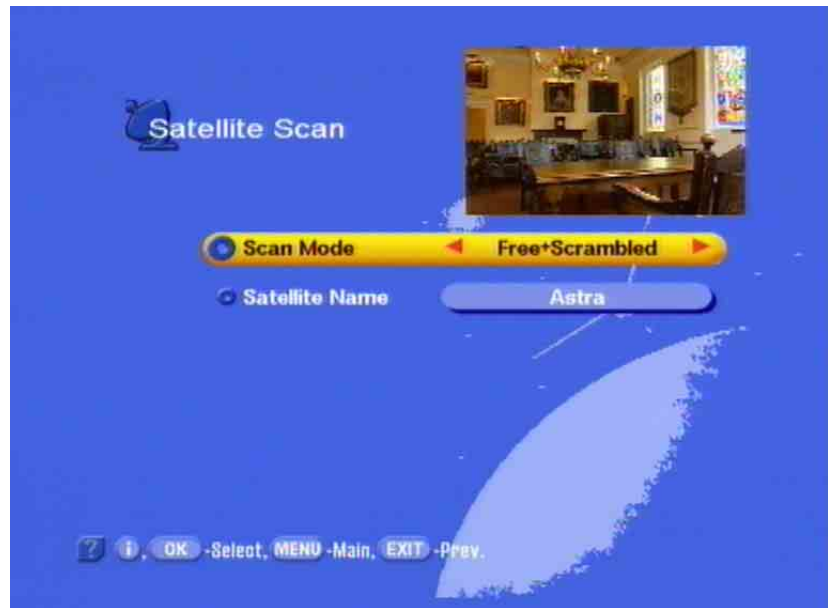 Satellite Scan
Scan Mode Free+Scrambled
Satellite Name Astra
? i, OK -Select, MENU -Main, EXIT -Prev.